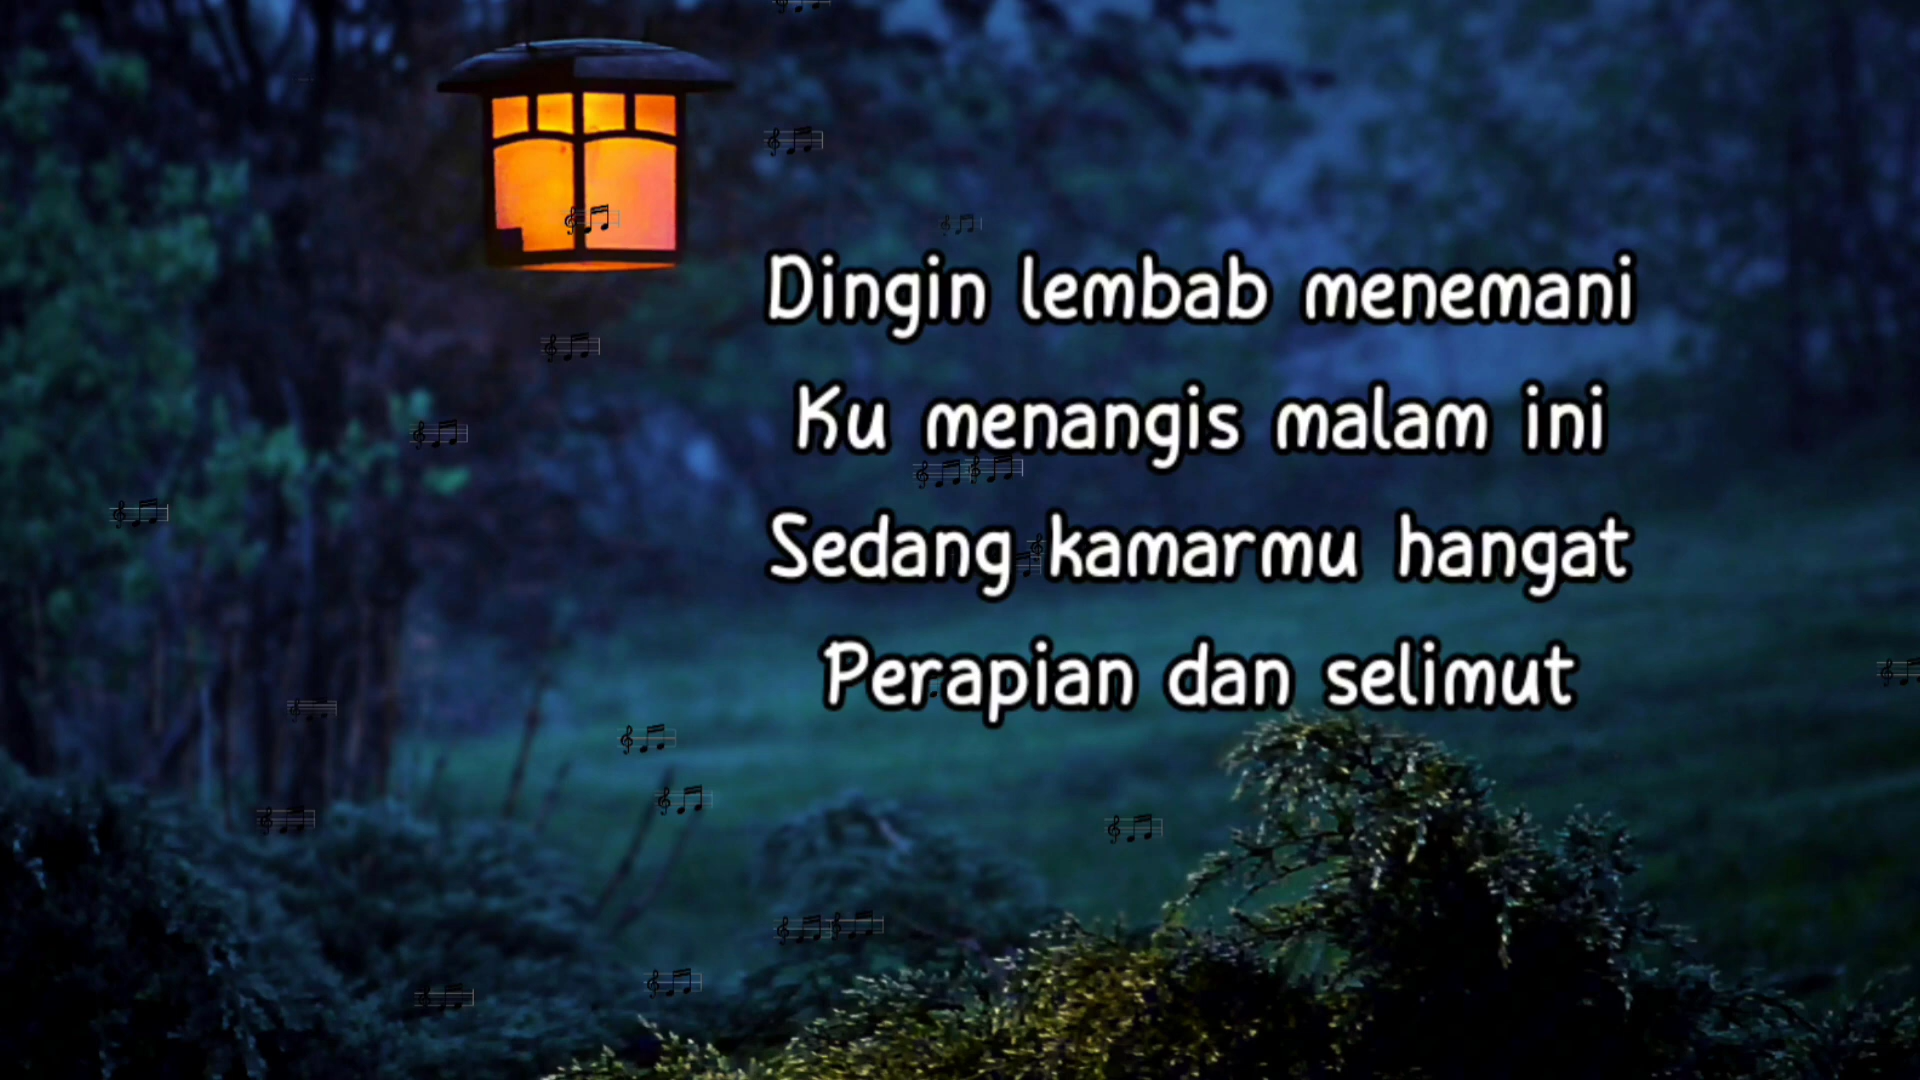 Dingin lembab menemani
Ku menangis malam ini
Sedang kamarmu hangat
Perapian dan selimut